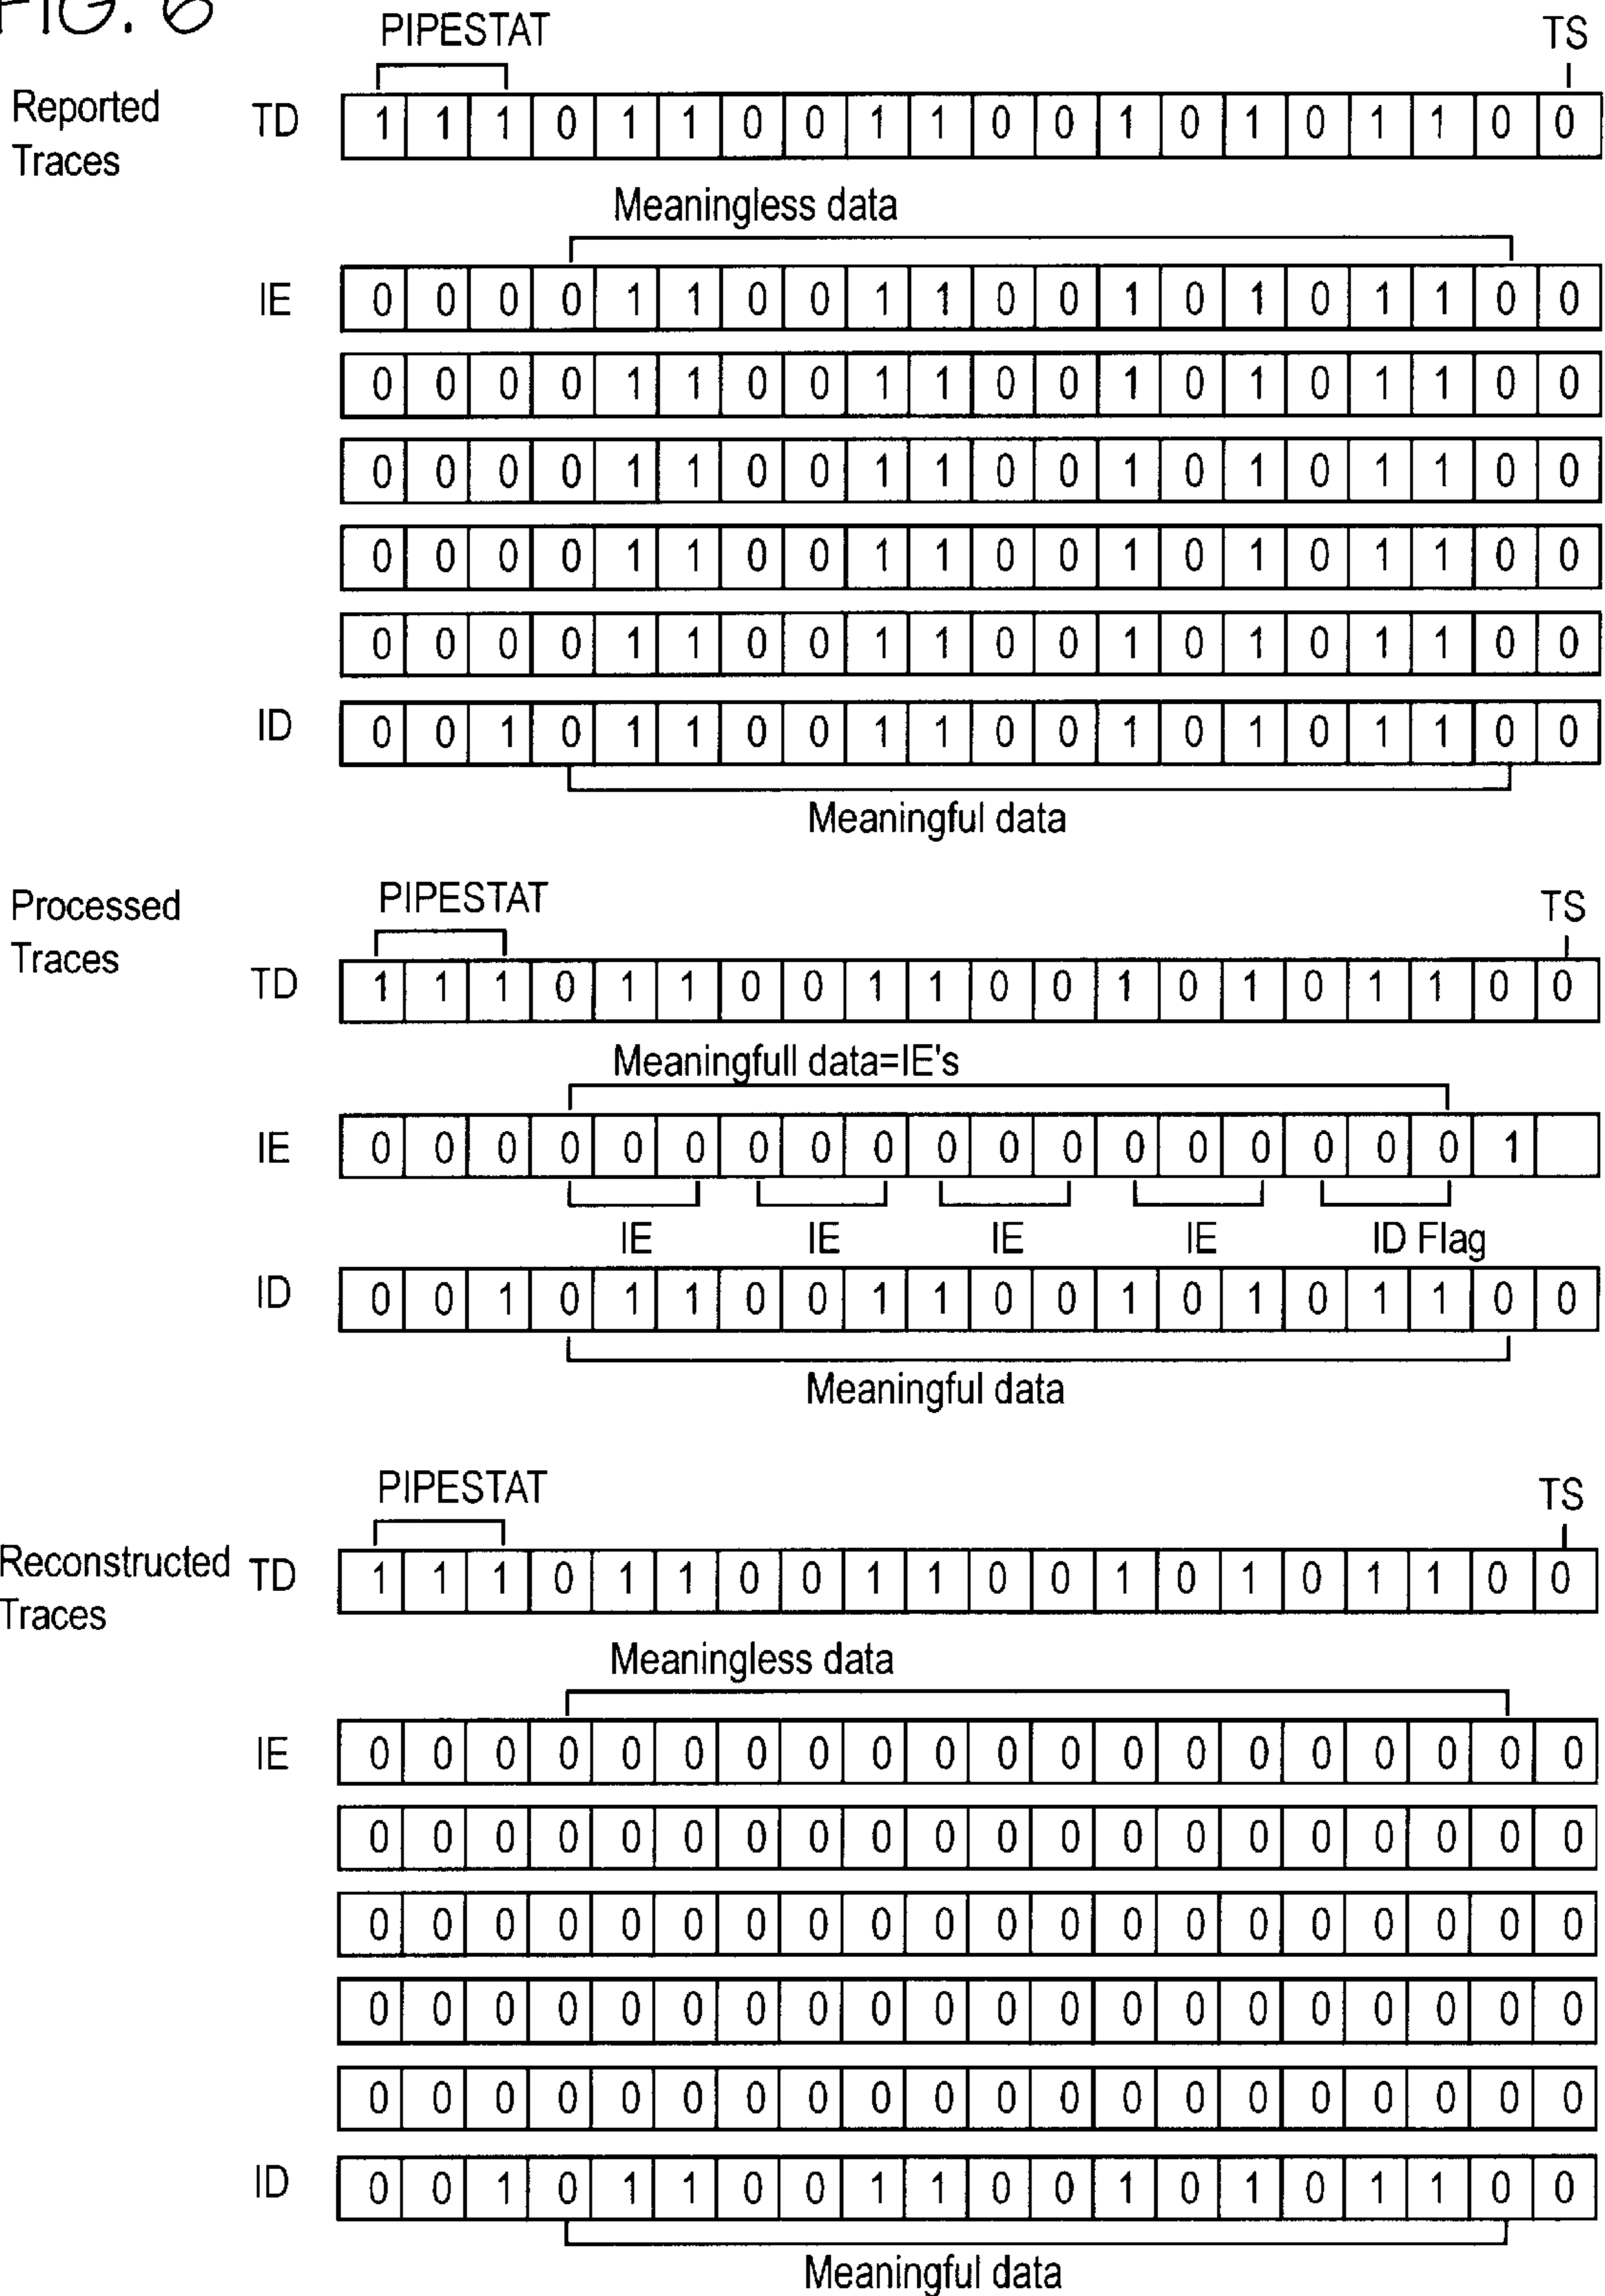 FIG. 6
PIPESTAT TS
Reported Traces TD 1 1 1 0 1 1 0 0 1 1 0 0 1 0 1 0 1 1 0 0
Meaningless data
IE 0 0 0 0 1 1 0 0 1 1 0 0 1 0 1 0 1 1 0 0
0 0 0 0 1 1 0 0 1 1 0 0 1 0 1 0 1 1 0 0
0 0 0 0 1 1 0 0 1 1 0 0 1 0 1 0 1 1 0 0
0 0 0 0 1 1 0 0 1 1 0 0 1 0 1 0 1 1 0 0
0 0 0 0 1 1 0 0 1 1 0 0 1 0 1 0 1 1 0 0
ID 0 0 1 0 1 1 0 0 1 1 0 0 1 0 1 0 1 1 0 0
Meaningful data
PIPESTAT TS
Processed Traces TD 1 1 1 0 1 1 0 0 1 1 0 0 1 0 1 0 1 1 0 0
Meaningfull data=IE's
IE 0 0 0 0 0 0 0 0 0 0 0 0 0 0 0 0 0 0 1
IE IE IE IE ID Flag
ID 0 0 1 0 1 1 0 0 1 1 0 0 1 0 1 0 1 1 0 0
Meaningful data
PIPESTAT TS
Reconstructed Traces TD 1 1 1 0 1 1 0 0 1 1 0 0 1 0 1 0 1 1 0 0
Meaningless data
IE 0 0 0 0 0 0 0 0 0 0 0 0 0 0 0 0 0 0 0 0
0 0 0 0 0 0 0 0 0 0 0 0 0 0 0 0 0 0 0 0
0 0 0 0 0 0 0 0 0 0 0 0 0 0 0 0 0 0 0 0
0 0 0 0 0 0 0 0 0 0 0 0 0 0 0 0 0 0 0 0
0 0 0 0 0 0 0 0 0 0 0 0 0 0 0 0 0 0 0 0
ID 0 0 1 0 1 1 0 0 1 1 0 0 1 0 1 0 1 1 0 0
Meaningful data